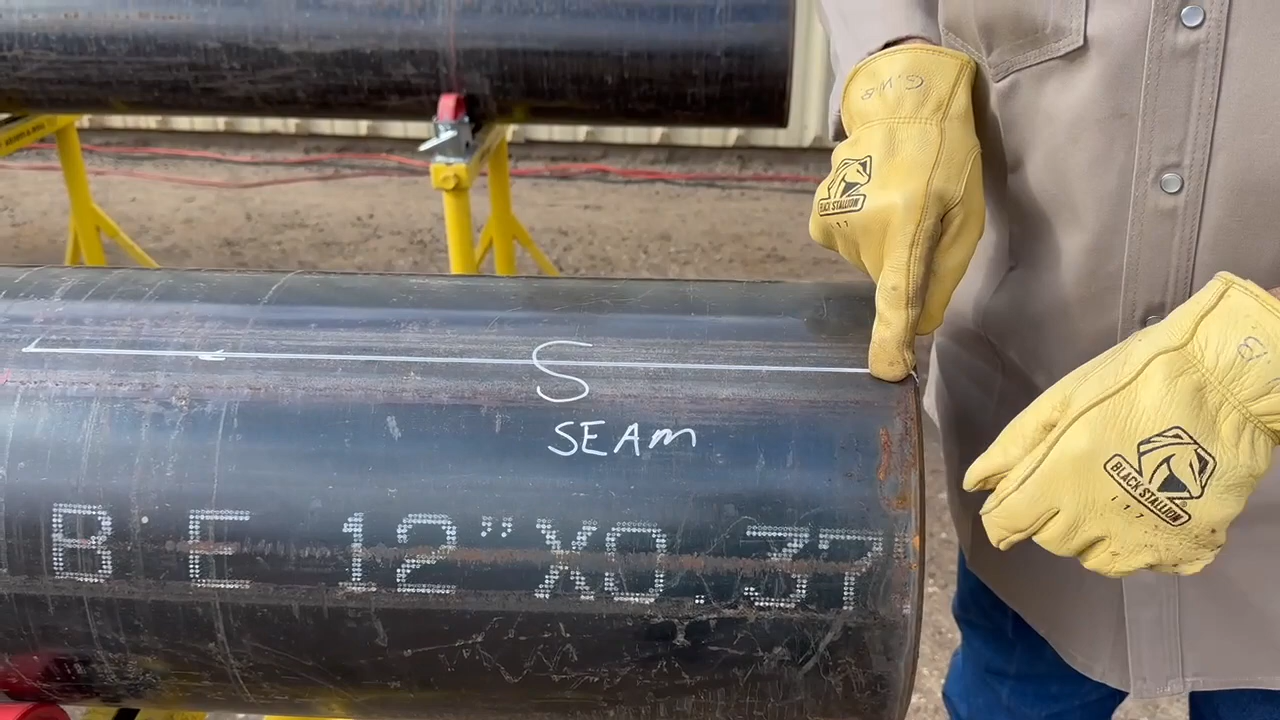 G.W.B
BLACK STALLION
S
SEAM
BLACK STALLION
B E 12"X0.37